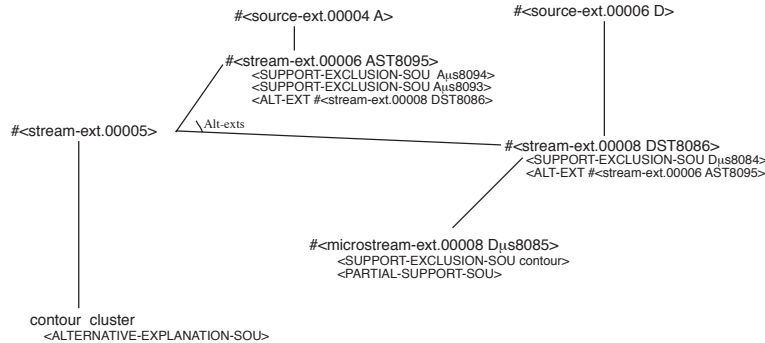 #<source-ext.00004 A>
#<source-ext.00006 D>
#<stream-ext.00006 AST8095>
<SUPPORT-EXCLUSION-SOU Aμs8094>
<SUPPORT-EXCLUSION-SOU Aμs8093>
<ALT-EXT #<stream-ext.00008 DST8086>
Alt-exts
#<stream-ext.00005>
#<stream-ext.00008 DST8086>
<SUPPORT-EXCLUSION-SOU Dμs8084>
<ALT-EXT #<stream-ext.00006 AST8095>
#<microstream-ext.00008 Dμs8085>
<SUPPORT-EXCLUSION-SOU contour>
<PARTIAL-SUPPORT-SOU>
contour cluster
<ALTERNATIVE-EXPLANATION-SOU>